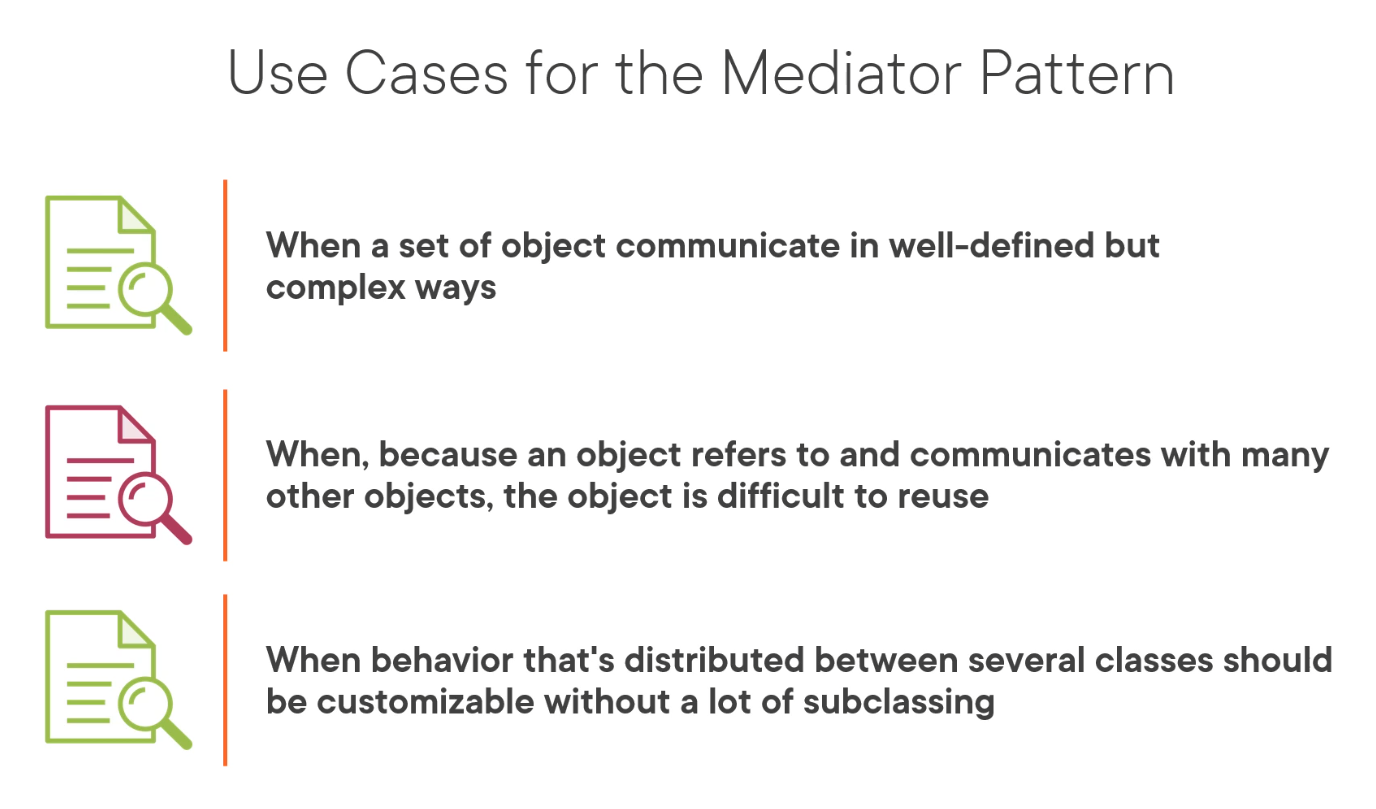 Use Cases for the Mediator Pattern
When a set of object communicate in well-defined but
complex ways
When, because an object refers to and communicates with many
other objects, the object is difficult to reuse
When behavior that's distributed between several classes should
be customizable without a lot of subclassing